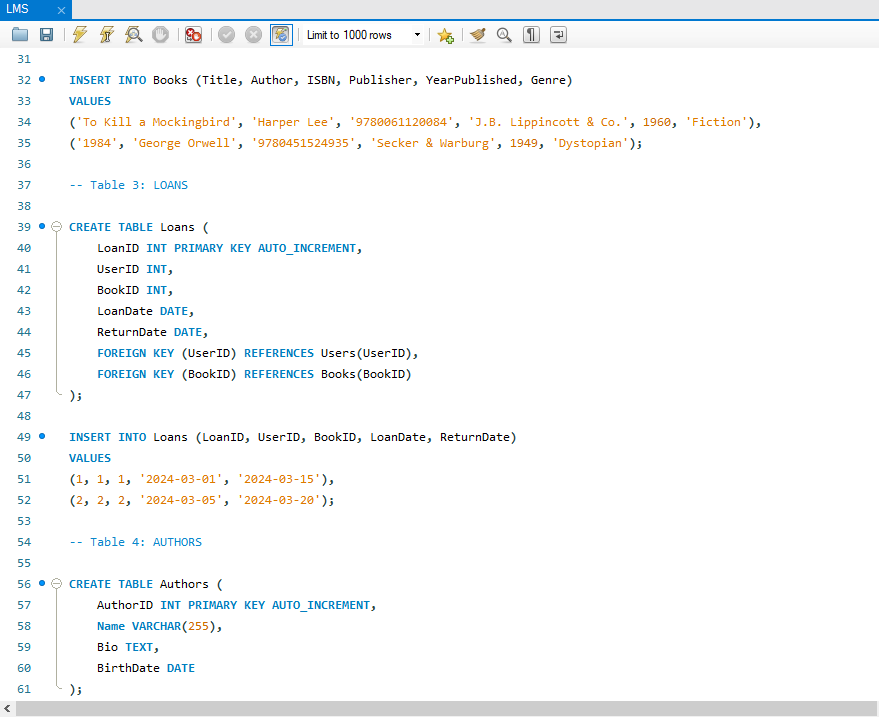 LMS
Limit to 1000 rows
31
32 INSERT INTO Books (Title, Author, ISBN, Publisher, YearPublished, Genre)
33 VALUES
34 ('To Kill a Mockingbird', 'Harper Lee', '9780061120084', 'J.B. Lippincott & Co.', 1960, 'Fiction'),
35 ('1984', 'George Orwell', '9780451524935', 'Secker & Warburg', 1949, 'Dystopian');
36
37 -- Table 3: LOANS
38
39 CREATE TABLE Loans (
40 LoanID INT PRIMARY KEY AUTO_INCREMENT,
41 UserID INT,
42 BookID INT,
43 LoanDate DATE,
44 ReturnDate DATE,
45 FOREIGN KEY (UserID) REFERENCES Users(UserID),
46 FOREIGN KEY (BookID) REFERENCES Books(BookID)
47 );
48
49 INSERT INTO Loans (LoanID, UserID, BookID, LoanDate, ReturnDate)
50 VALUES
51 (1, 1, 1, '2024-03-01', '2024-03-15'),
52 (2, 2, 2, '2024-03-05', '2024-03-20');
53
54 -- Table 4: AUTHORS
55
56 CREATE TABLE Authors (
57 AuthorID INT PRIMARY KEY AUTO_INCREMENT,
58 Name VARCHAR(255),
59 Bio TEXT,
60 BirthDate DATE
61 );